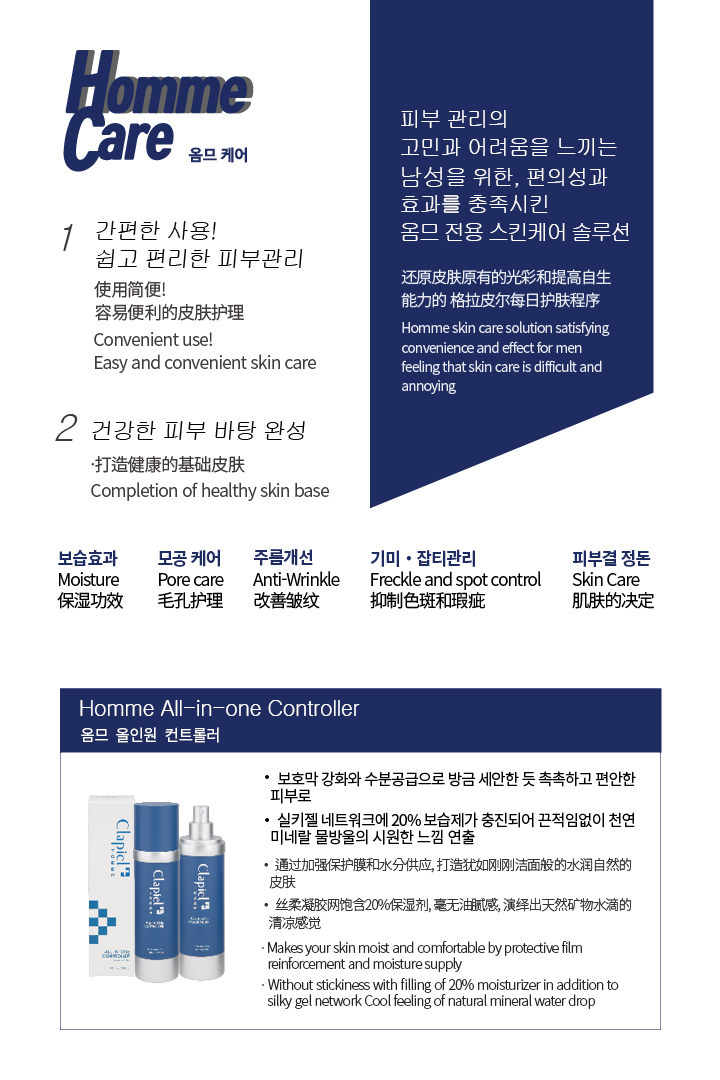 Homme
Care 옴므 케어
피부 관리의
고민과 어려움을 느끼는
남성을 위한, 편의성과
효과를 충족시킨
옴므 전용 스킨케어 솔루션
还原皮肤原有的光彩和提高自生
能力的 格拉皮尔每日护肤程序
Homme skin care solution satisfying
convenience and effect for men
feeling that skin care is difficult and
annoying
1 간편한 사용!
쉽고 편리한 피부관리
使用简便!
容易便利的皮肤护理
Convenient use!
Easy and convenient skin care
2 건강한 피부 바탕 완성
·打造健康的基础皮肤
Completion of healthy skin base
보습효과
Moisture
保湿功效
모공 케어
Pore care
毛孔护理
주름개선
Anti-Wrinkle
改善皱纹
기미·잡티관리
Freckle and spot control
抑制色斑和瑕疵
피부결 정돈
Skin Care
肌肤的决定
Homme All-in-one Controller
옴므 올인원 컨트롤러
• 보호막 강화와 수분공급으로 방금 세안한 듯 촉촉하고 편안한
피부로
• 실키젤 네트워크에 20% 보습제가 충진되어 끈적임없이 천연
미네랄 물방울의 시원한 느낌 연출
• 通过加强保护膜和水分供应, 打造犹如刚刚洁面般的水润自然的
皮肤
• 丝柔凝胶网饱含20%保湿剂, 毫无油腻感, 演绎出天然矿物水滴的
清凉感觉
· Makes your skin moist and comfortable by protective film
reinforcement and moisture supply
· Without stickiness with filling of 20% moisturizer in addition to
silky gel network Cool feeling of natural mineral water drop
Clapiel
HOMME
ALL IN ONE
CONTROLLER
Clapiel
HOMME
Clapiel
HOMME